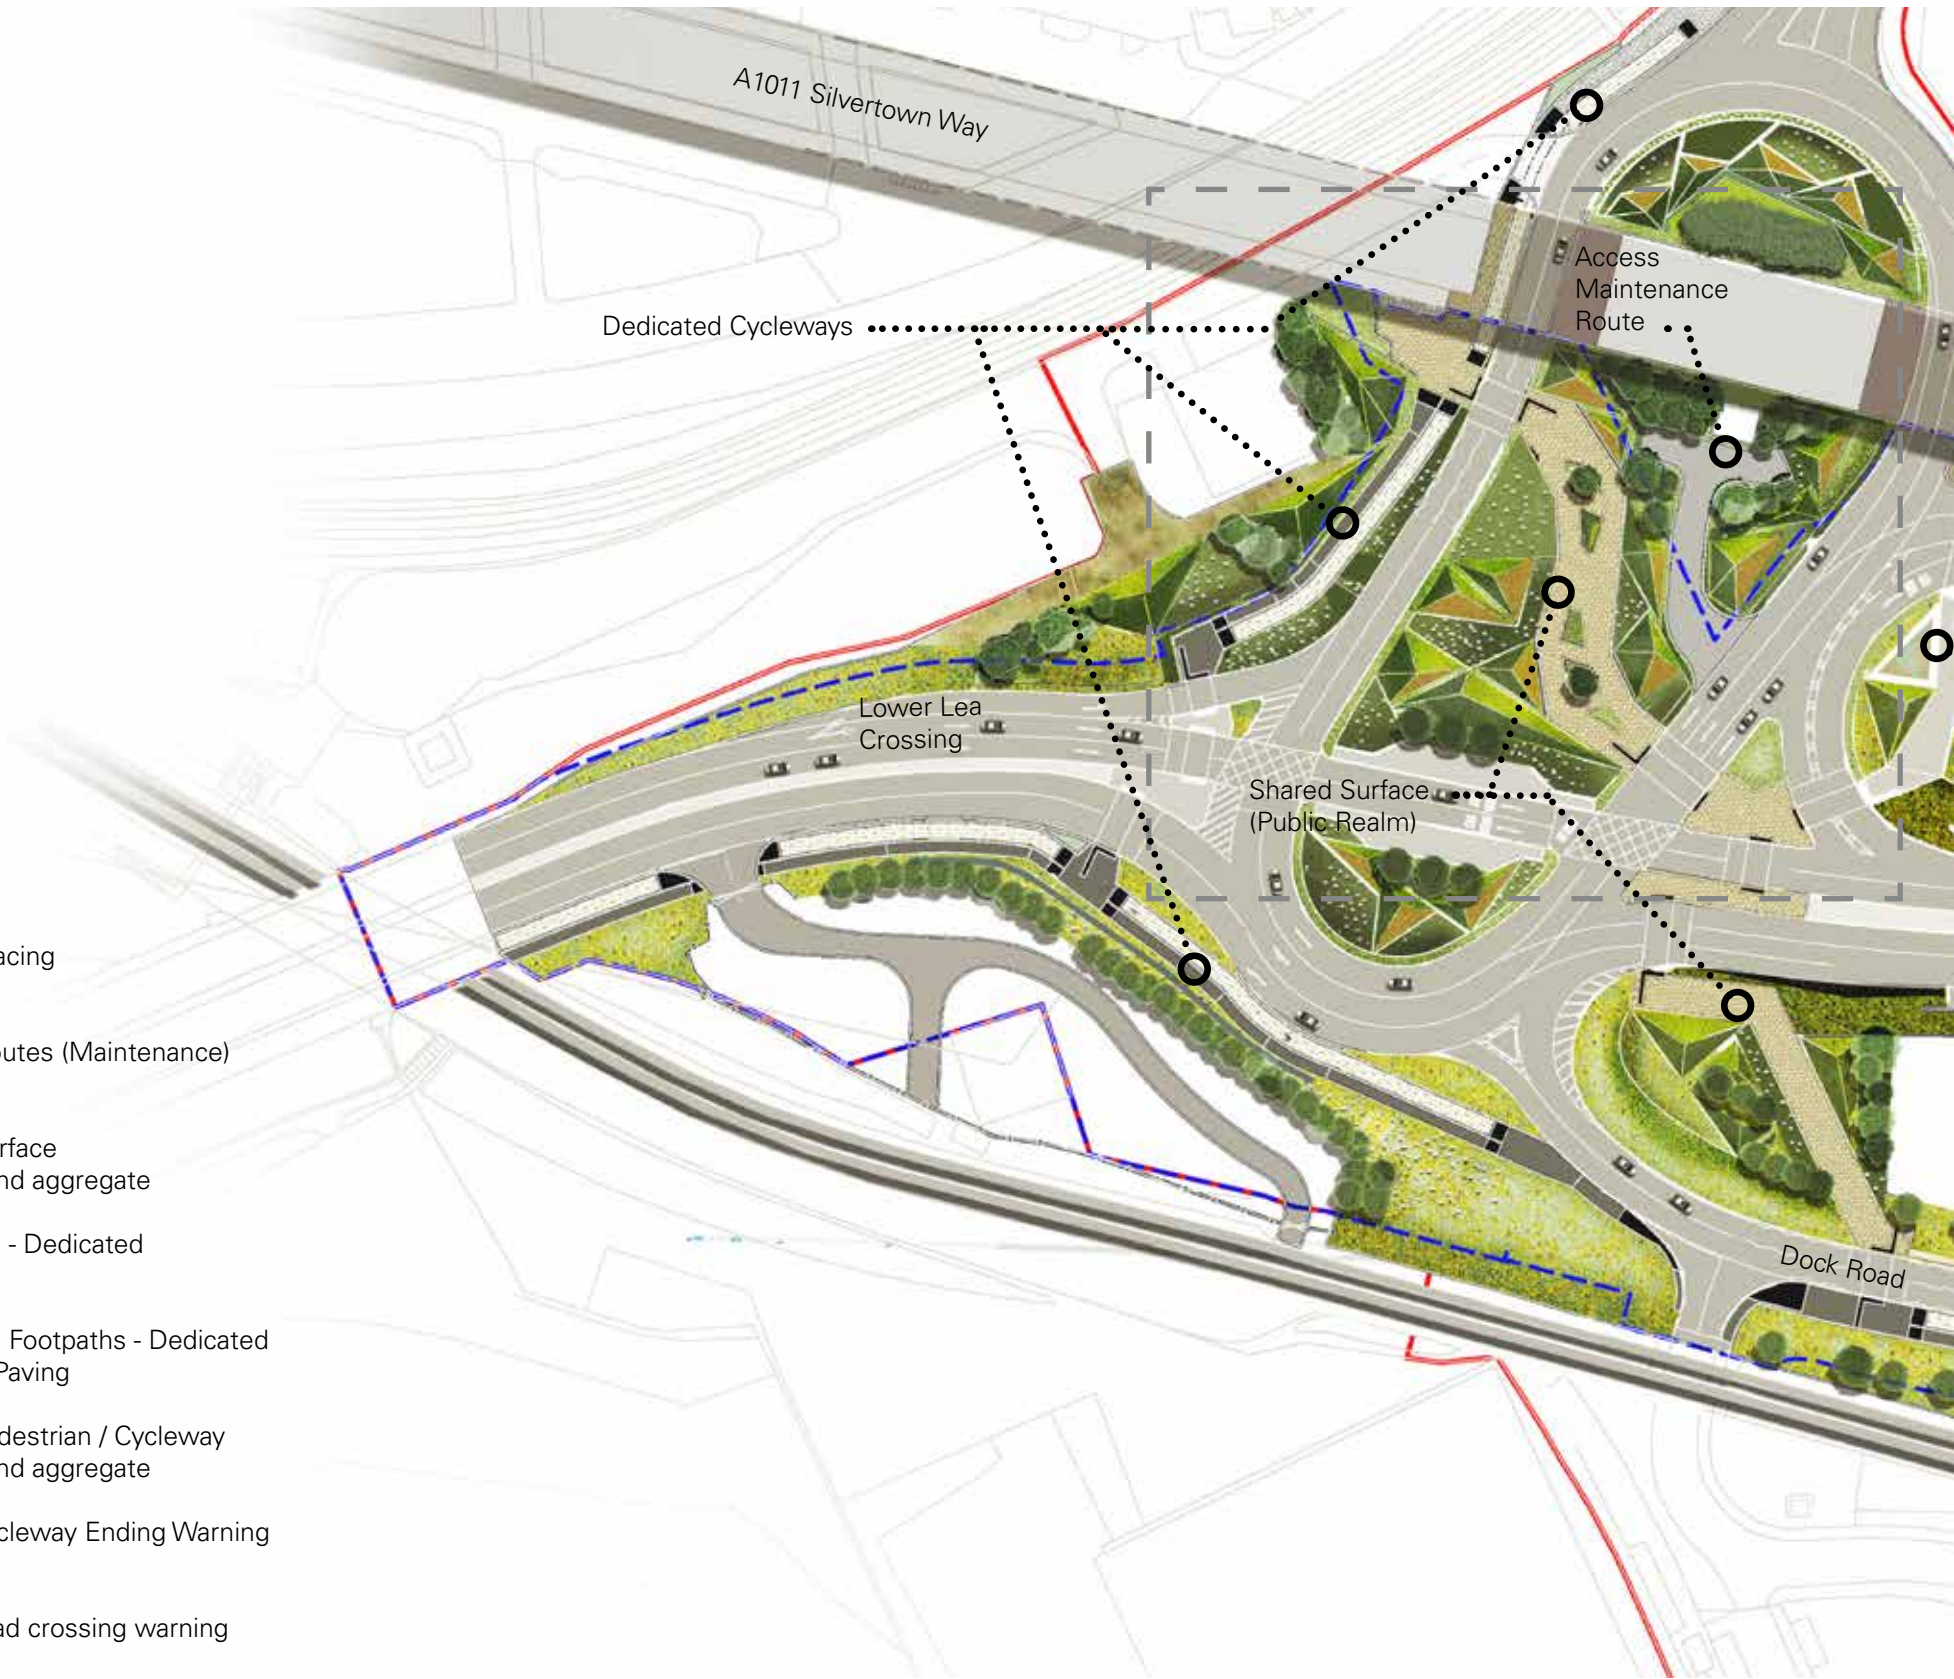 A1011 Silvertown Way
Access
Maintenance
Route
Dedicated Cycleways
Lower Lea
Crossing
Shared Surface
(Public Realm)
Dock Road
acing
utes (Maintenance)
rface
nd aggregate
- Dedicated
Footpaths - Dedicated
Paving
destrian / Cycleway
nd aggregate
cleway Ending Warning
ad crossing warning